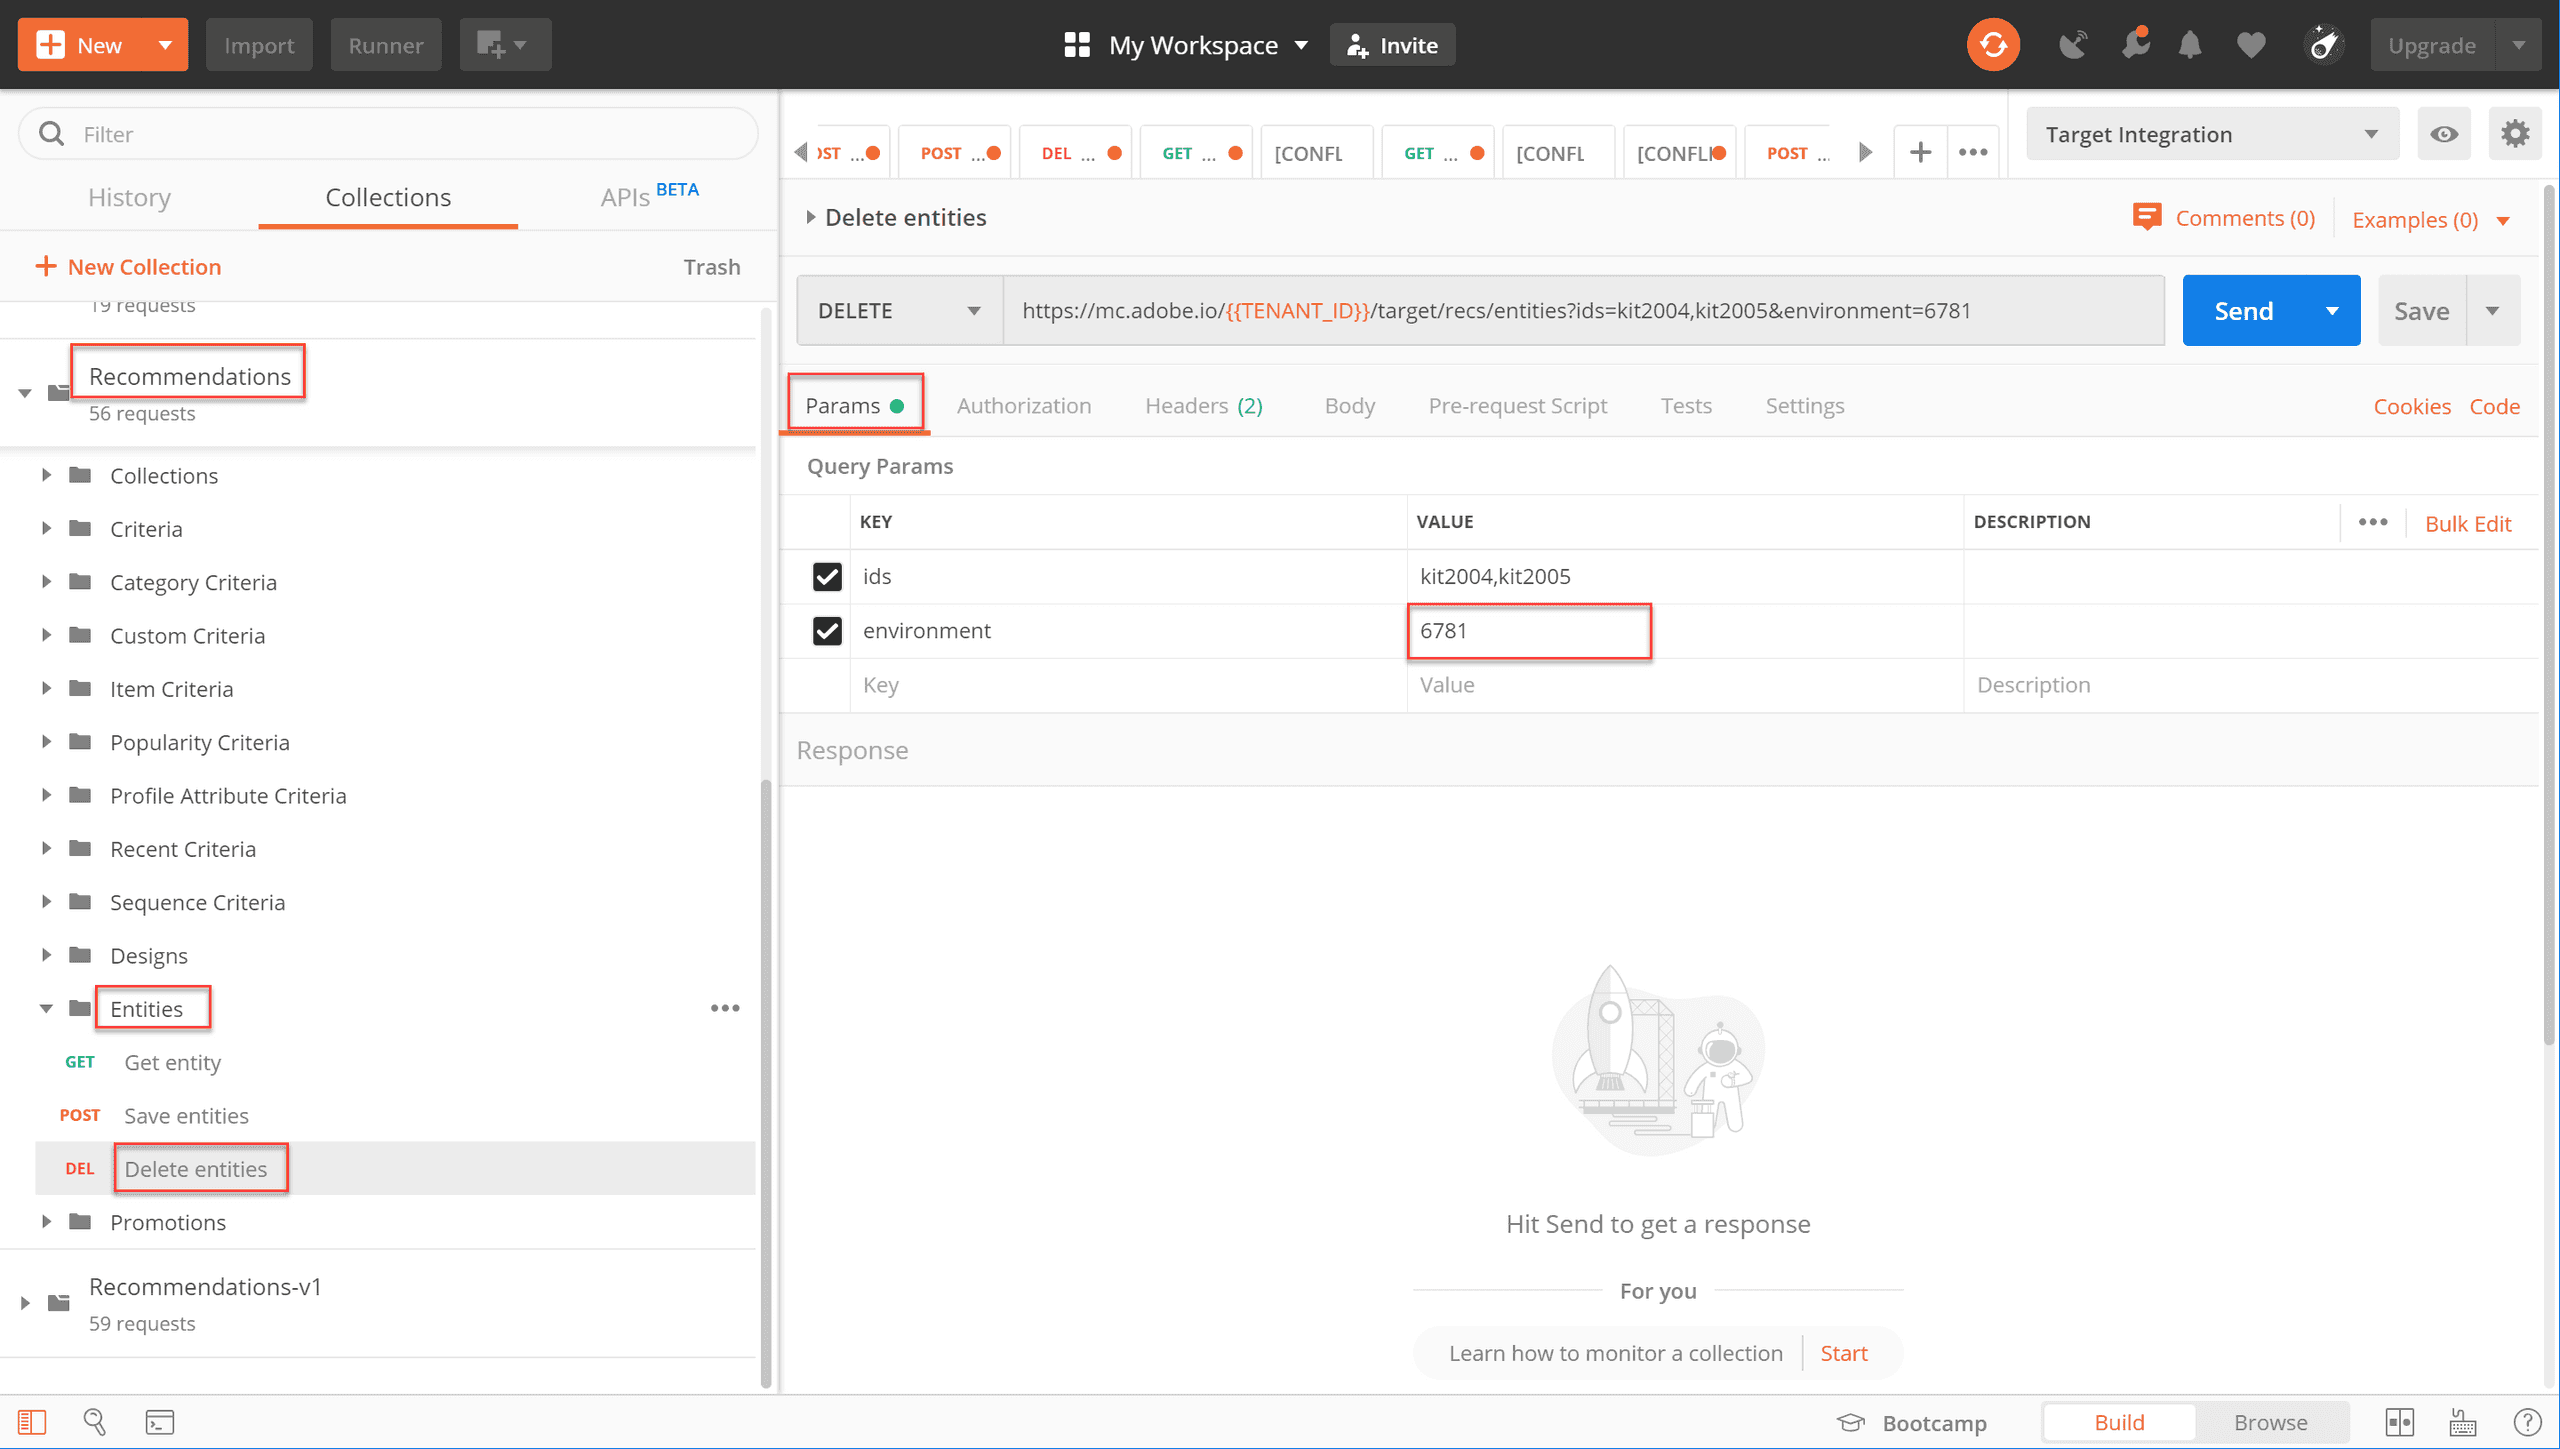 New
Import
Runner
My Workspace
Invite
Upgrade
Filter
History
Collections
APIs BETA
New Collection
Trash
19 requests
Recommendations
56 requests
Collections
Criteria
Category Criteria
Custom Criteria
Item Criteria
Popularity Criteria
Profile Attribute Criteria
Recent Criteria
Sequence Criteria
Designs
Entities
GET Get entity
POST Save entities
DEL Delete entities
Promotions
Recommendations-v1
59 requests
OST ...
POST ...
DEL ...
GET ...
[CONFL
GET ...
[CONFL
[CONFLI
POST ..
Target Integration
Delete entities
Comments (0)
Examples (0)
DELETE
https://mc.adobe.io/{{TENANT_ID}}/target/recs/entities?ids=kit2004,kit2005&environment=6781
Send
Save
Params
Authorization
Headers (2)
Body
Pre-request Script
Tests
Settings
Cookies
Code
Query Params
KEY
VALUE
DESCRIPTION
Bulk Edit
ids
kit2004,kit2005
environment
6781
Key
Value
Description
Response
Hit Send to get a response
For you
Learn how to monitor a collection
Start
Bootcamp
Build
Browse